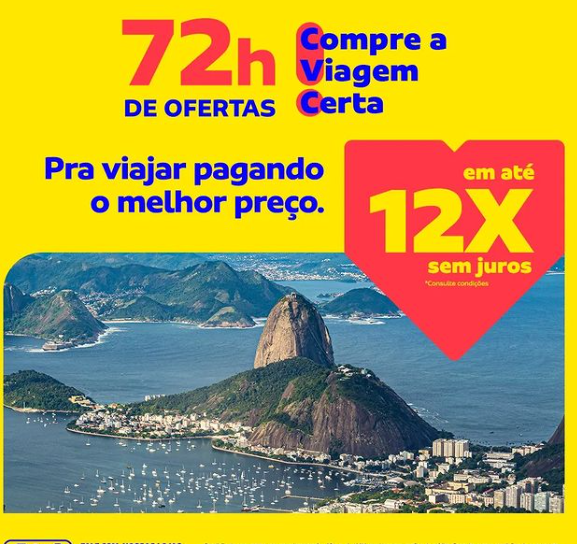 72h
DE OFERTAS
Compre a
Viagem
Certa
Pra viajar pagando
o melhor preço.
em até
12X
sem juros
*Consulte condições